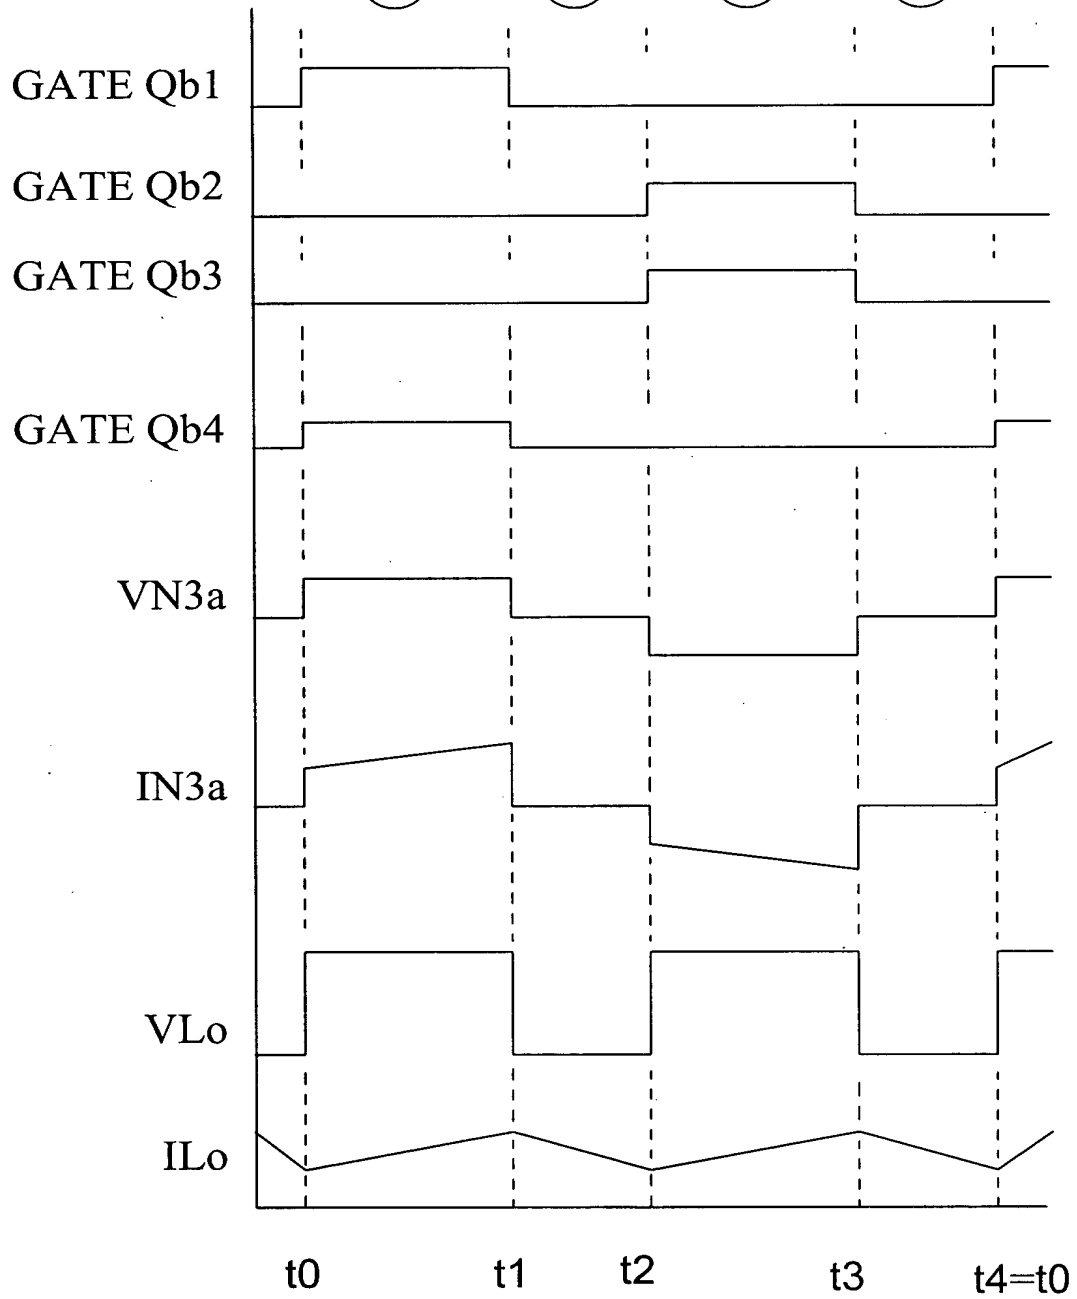 GATE Qb1
GATE Qb2
GATE Qb3
GATE Qb4
VN3a
IN3a
VLo
ILo
t0 t1 t2 t3 t4=t0